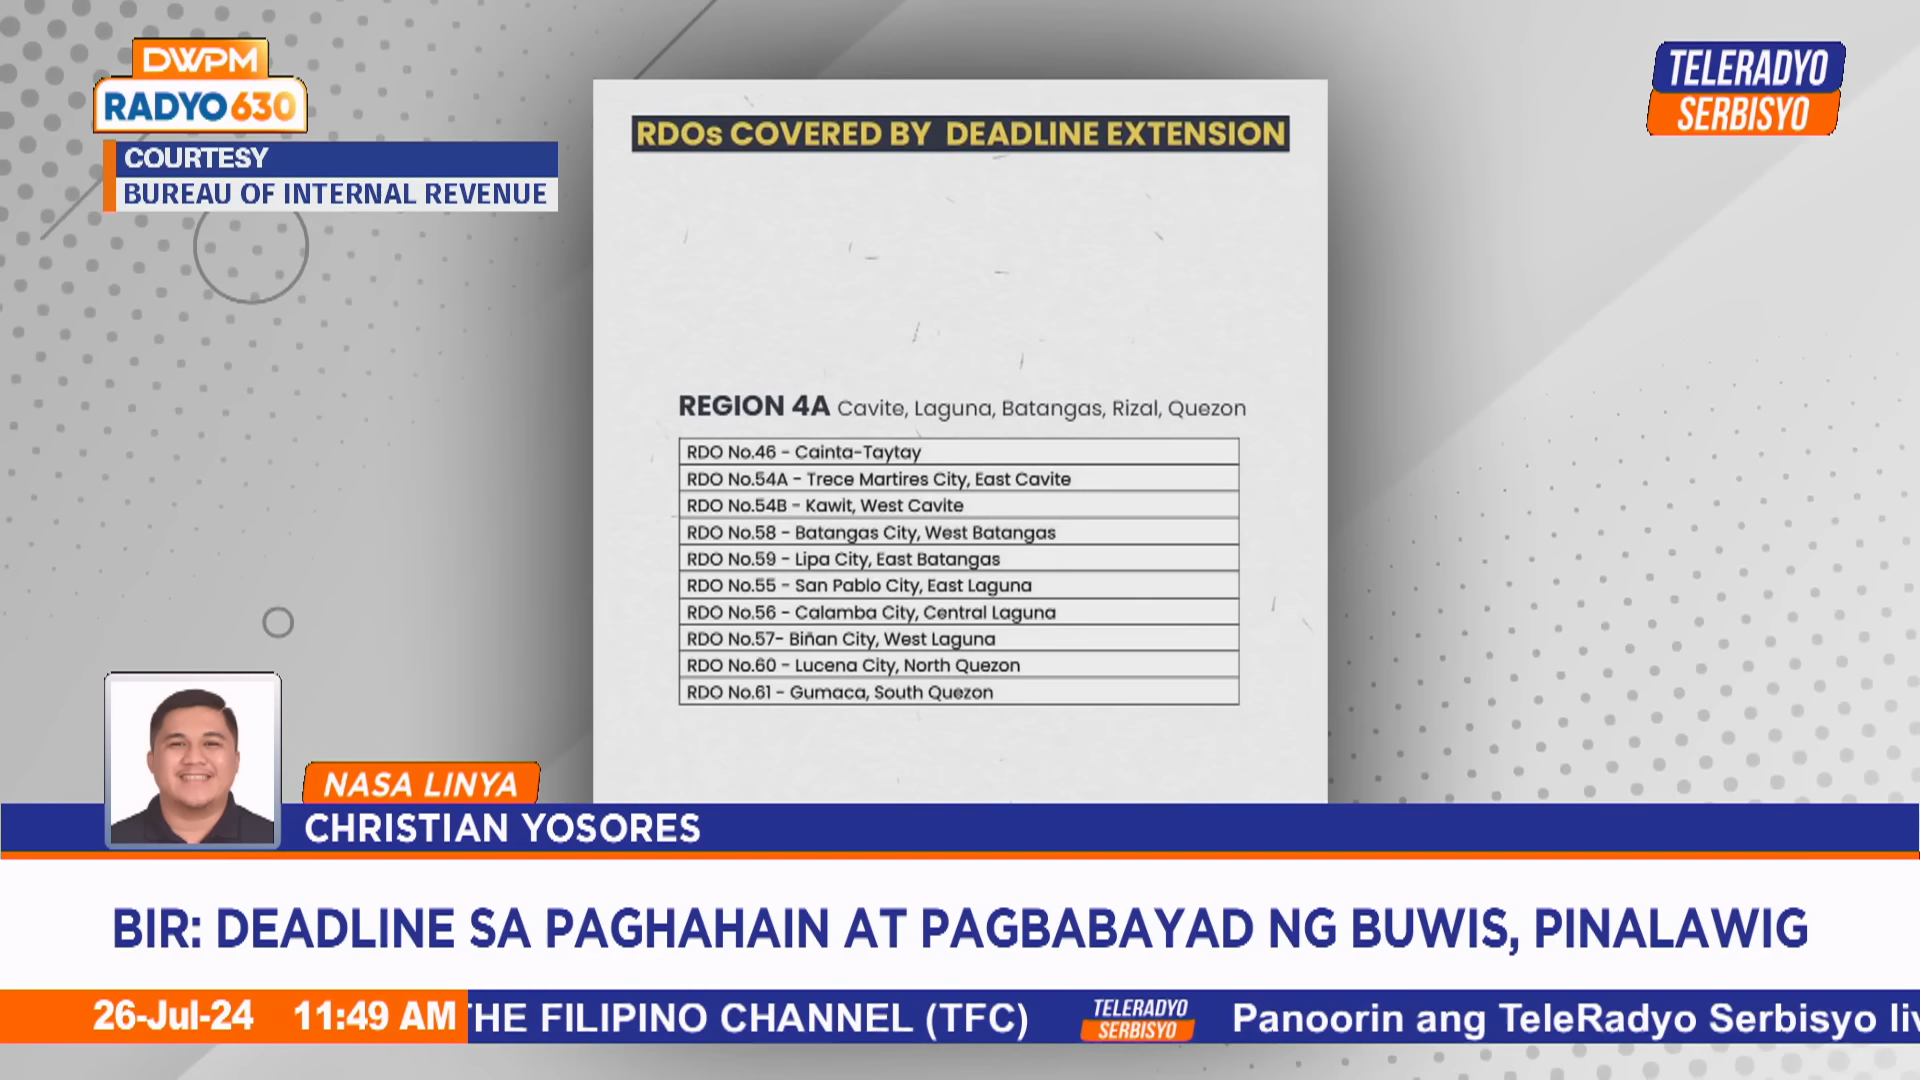 DWPM
RADYO 630
COURTESY
BUREAU OF INTERNAL REVENUE
TELERADYO
SERBISYO
RDOs COVERED BY DEADLINE EXTENSION
REGION 4A Cavite, Laguna, Batangas, Rizal, Quezon
RDO No.46 - Cainta-Taytay
RDO No.54A - Trece Martires City, East Cavite
RDO No.54B - Kawit, West Cavite
RDO No.58 - Batangas City, West Batangas
RDO No.59 - Lipa City, East Batangas
RDO No.55 - San Pablo City, East Laguna
RDO No.56 - Calamba City, Central Laguna
RDO No.57- Biñan City, West Laguna
RDO No.60 - Lucena City, North Quezon
RDO No.61 - Gumaca, South Quezon
NASA LINYA
CHRISTIAN YOSORES
BIR: DEADLINE SA PAGHAHAIN AT PAGBABAYAD NG BUWIS, PINALAWIG
26-Jul-24 11:49 AM THE FILIPINO CHANNEL (TFC) TELERADYO SERBISYO Panoorin ang TeleRadyo Serbisyo